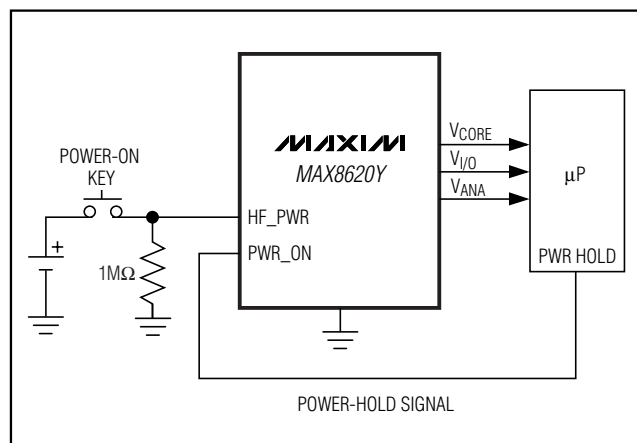 MAXIM
MAX8620Y
POWER-ON
KEY
HF_PWR
PWR_ON
+
1MΩ
VCORE
VI/O
VANA
μP
PWR HOLD
POWER-HOLD SIGNAL